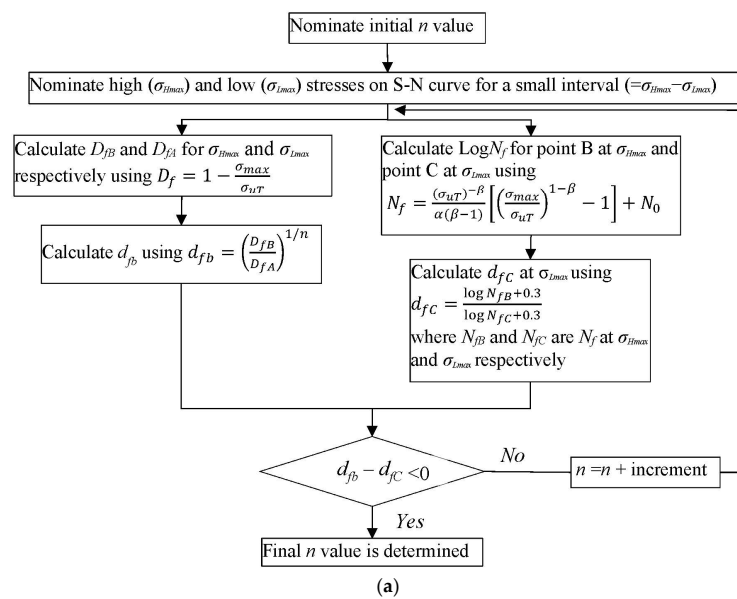 Nominate initial n value
Nominate high (σHmax) and low (σLmax) stresses on S-N curve for a small interval (=σHmax−σLmax)
Calculate DfB and DfA for σHmax and σLmax
respectively using Df = 1 − σmax/σuT
Calculate dfb using dfb = (DfB/DfA)^1/n
Calculate LogNf for point B at σHmax and
point C at σLmax using
Nf = (σuT)^−β/α(β−1) [(σmax/σuT)^1−β − 1] + N0
Calculate dfC at σLmax using
dfC = log NfB+0.3/log NfC+0.3
where NfB and NfC are Nf at σHmax
and σLmax respectively
dfb − dfC <0
No
n =n + increment
Yes
Final n value is determined
(a)